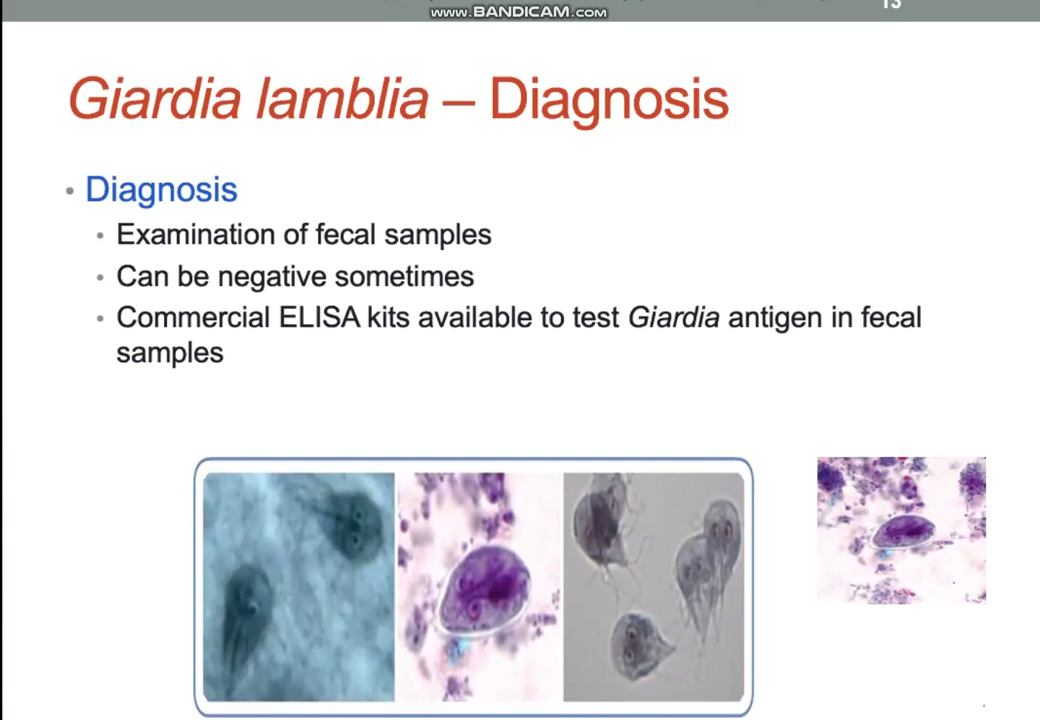 13
www.BANDICAM.com
Giardia lamblia – Diagnosis
• Diagnosis
• Examination of fecal samples
• Can be negative sometimes
• Commercial ELISA kits available to test Giardia antigen in fecal
samples